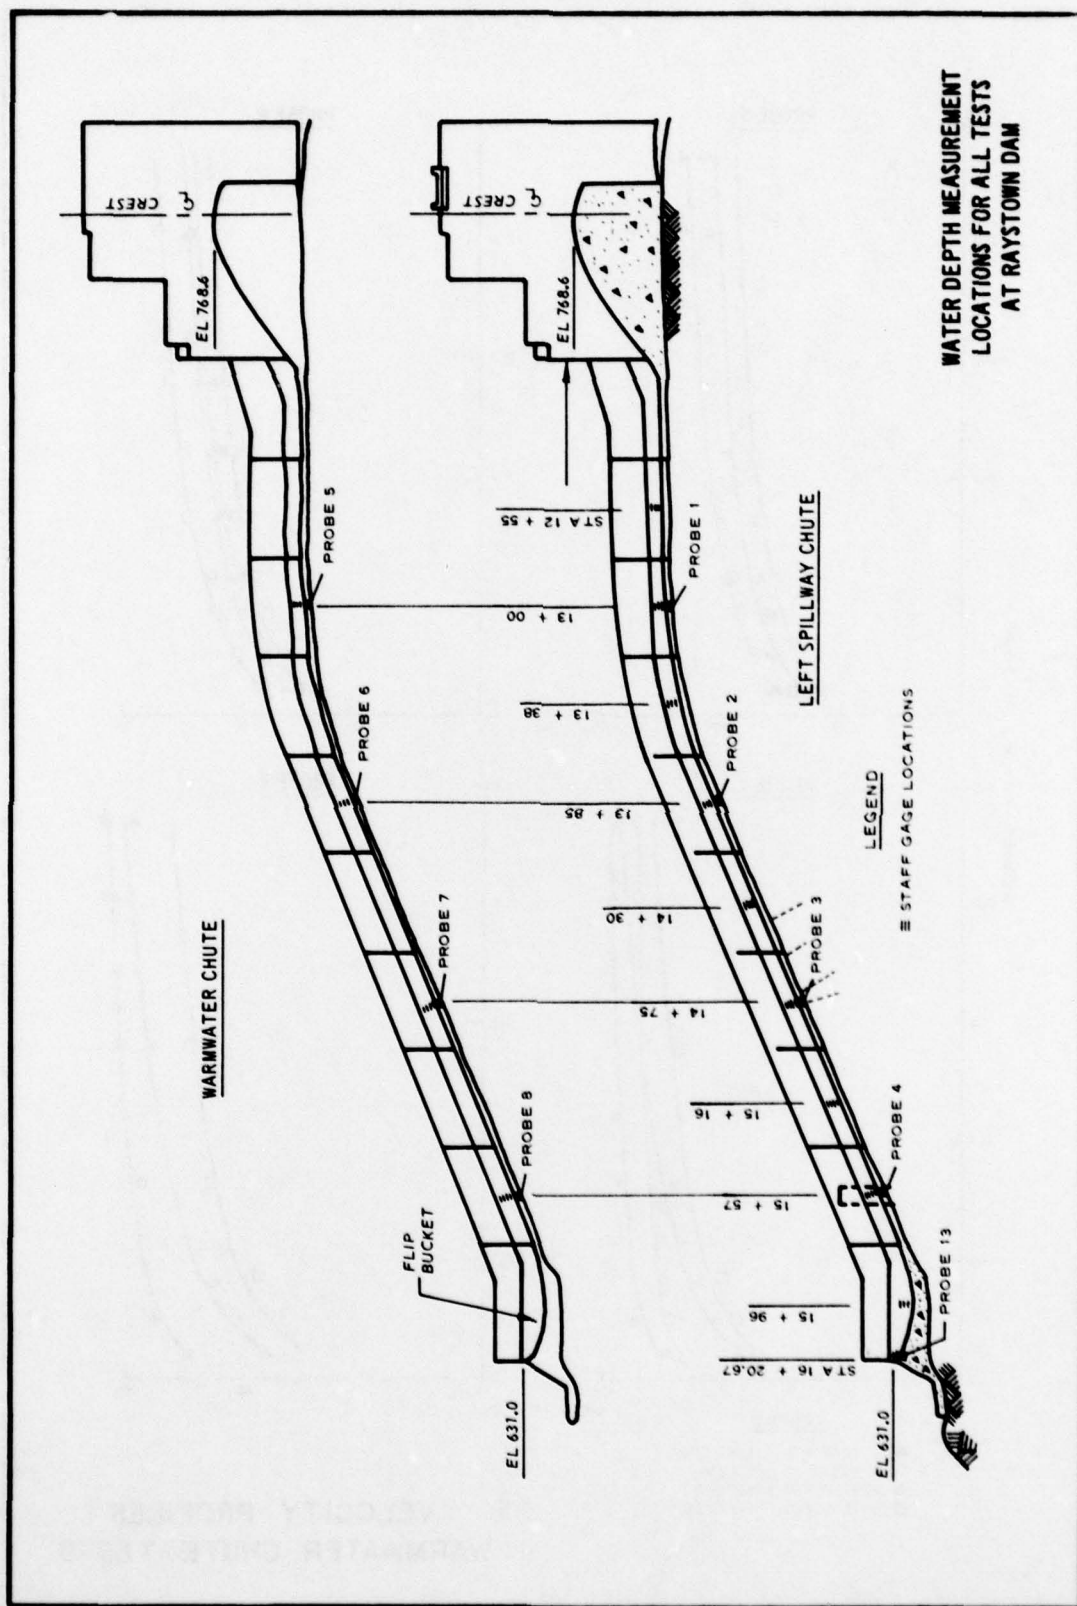 WARMWATER CHUTE
FLIP
BUCKET
EL 631.0
PROBE 8
PROBE 7
PROBE 6
PROBE 5
EL 768.6
℄ CREST
STA 16 + 20.67
15 + 96
15 + 57
15 + 16
14 + 75
14 + 30
13 + 85
13 + 38
13 + 00
STA 12 + 55
EL 768.6
℄ CREST
EL 631.0
PROBE 13
PROBE 4
PROBE 3
PROBE 2
PROBE 1
LEFT SPILLWAY CHUTE
LEGEND
≡ STAFF GAGE LOCATIONS
WATER DEPTH MEASUREMENT
LOCATIONS FOR ALL TESTS
AT RAYSTOWN DAM
VELOCITY PROFILES
WARMWATER CHUTE